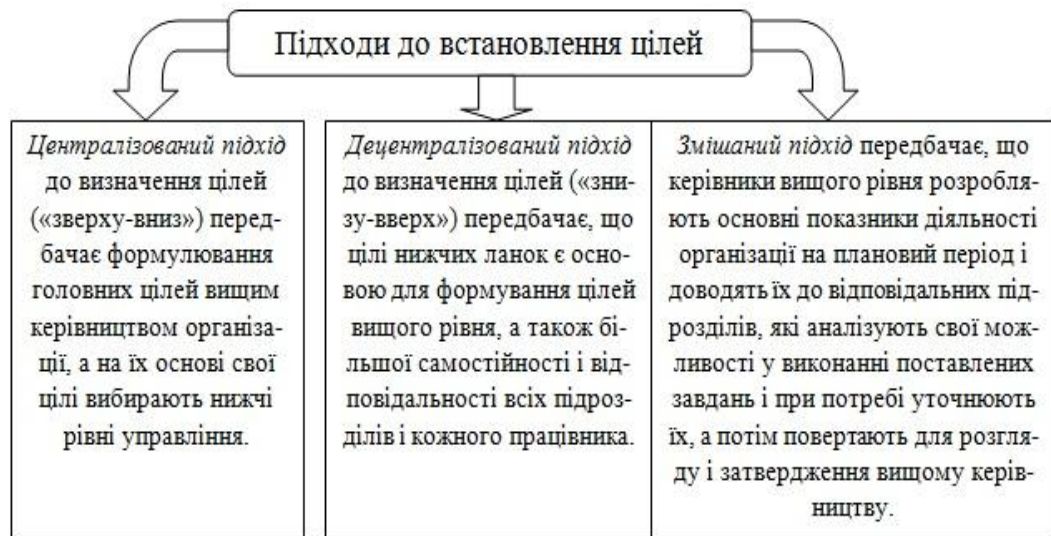 Підходи до встановлення цілей
Централізований підхід
до визначення цілей
(«зверху-вниз») перед-
бачає формулювання
головних цілей вищим
керівництвом організа-
ції, а на їх основі свої
цілі вибирають нижчі
рівні управління.
Децентралізований підхід
до визначення цілей («зни-
зу-вверх») передбачає, що
цілі нижчих ланок є осно-
вою для формування цілей
вищого рівня, а також бі-
льшої самостійності і від-
повідальності всіх підроз-
ділів і кожного працівника.
Змішаний підхід передбачає, що
керівники вищого рівня розробля-
ють основні показники діяльності
організації на плановий період і
доводять їх до відповідальних під-
розділів, які аналізують свої мож-
ливості у виконанні поставлених
завдань і при потребі уточнюють
їх, а потім повертають для розгля-
ду і затвердження вищому керів-
ництву.